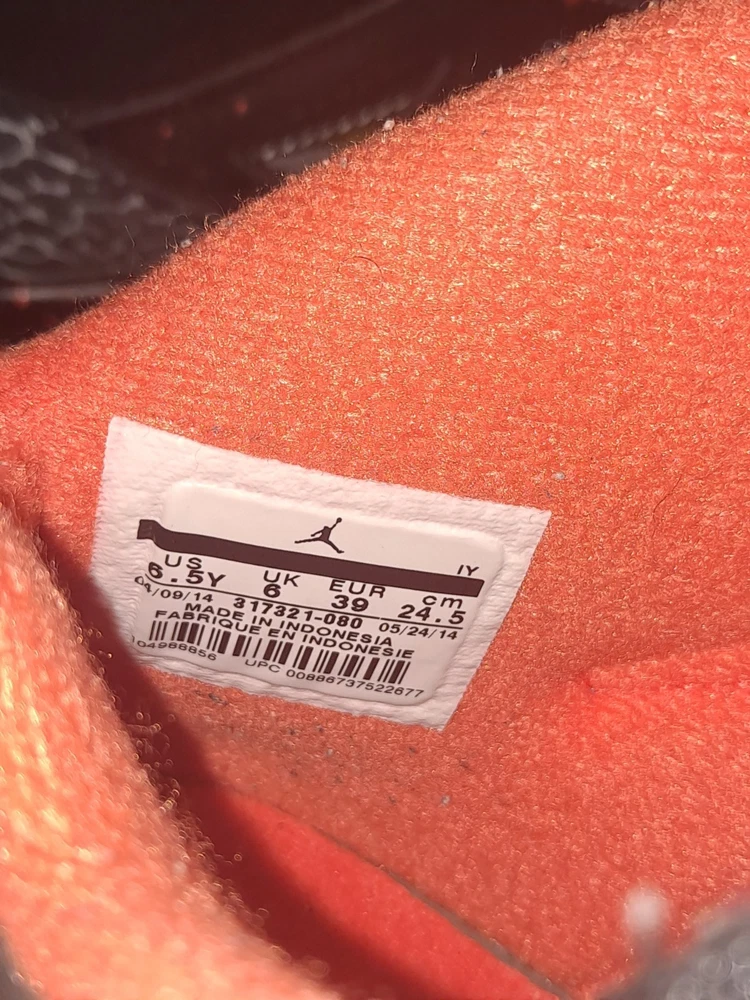 IY
US UK EUR cm
6.5Y 6 39 24.5
04/09/14 317321-080 05/24/14
MADE IN INDONESIA
FABRIQUE EN INDONESIE
UPC 00886737522677